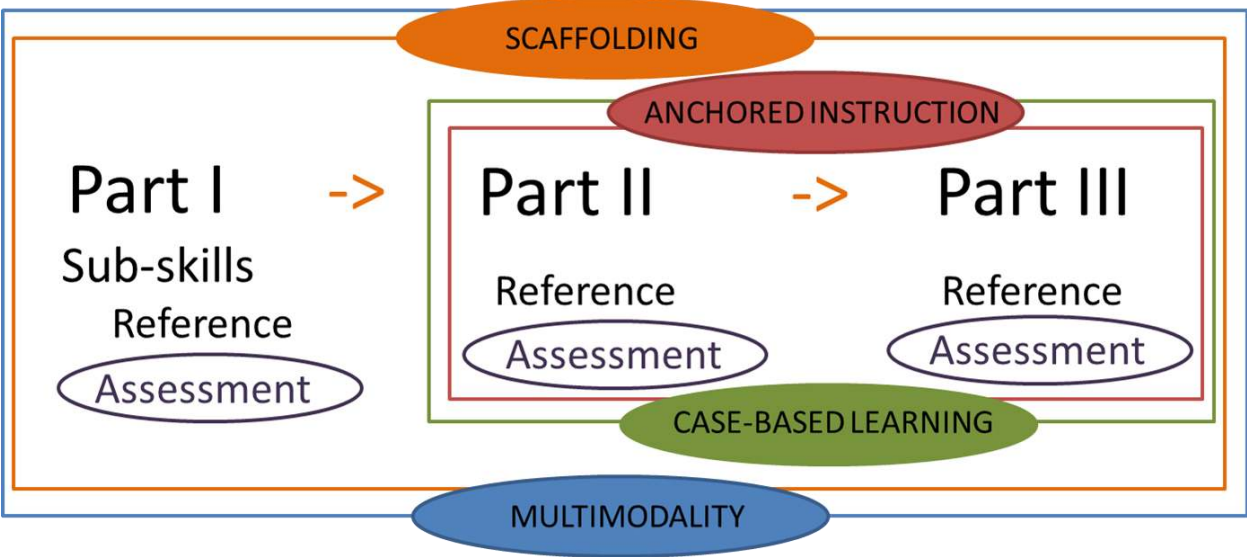 SCAFFOLDING
ANCHORED INSTRUCTION
Part I -> Part II -> Part III
Sub-skills
Reference Reference Reference
Assessment Assessment Assessment
CASE-BASED LEARNING
MULTIMODALITY